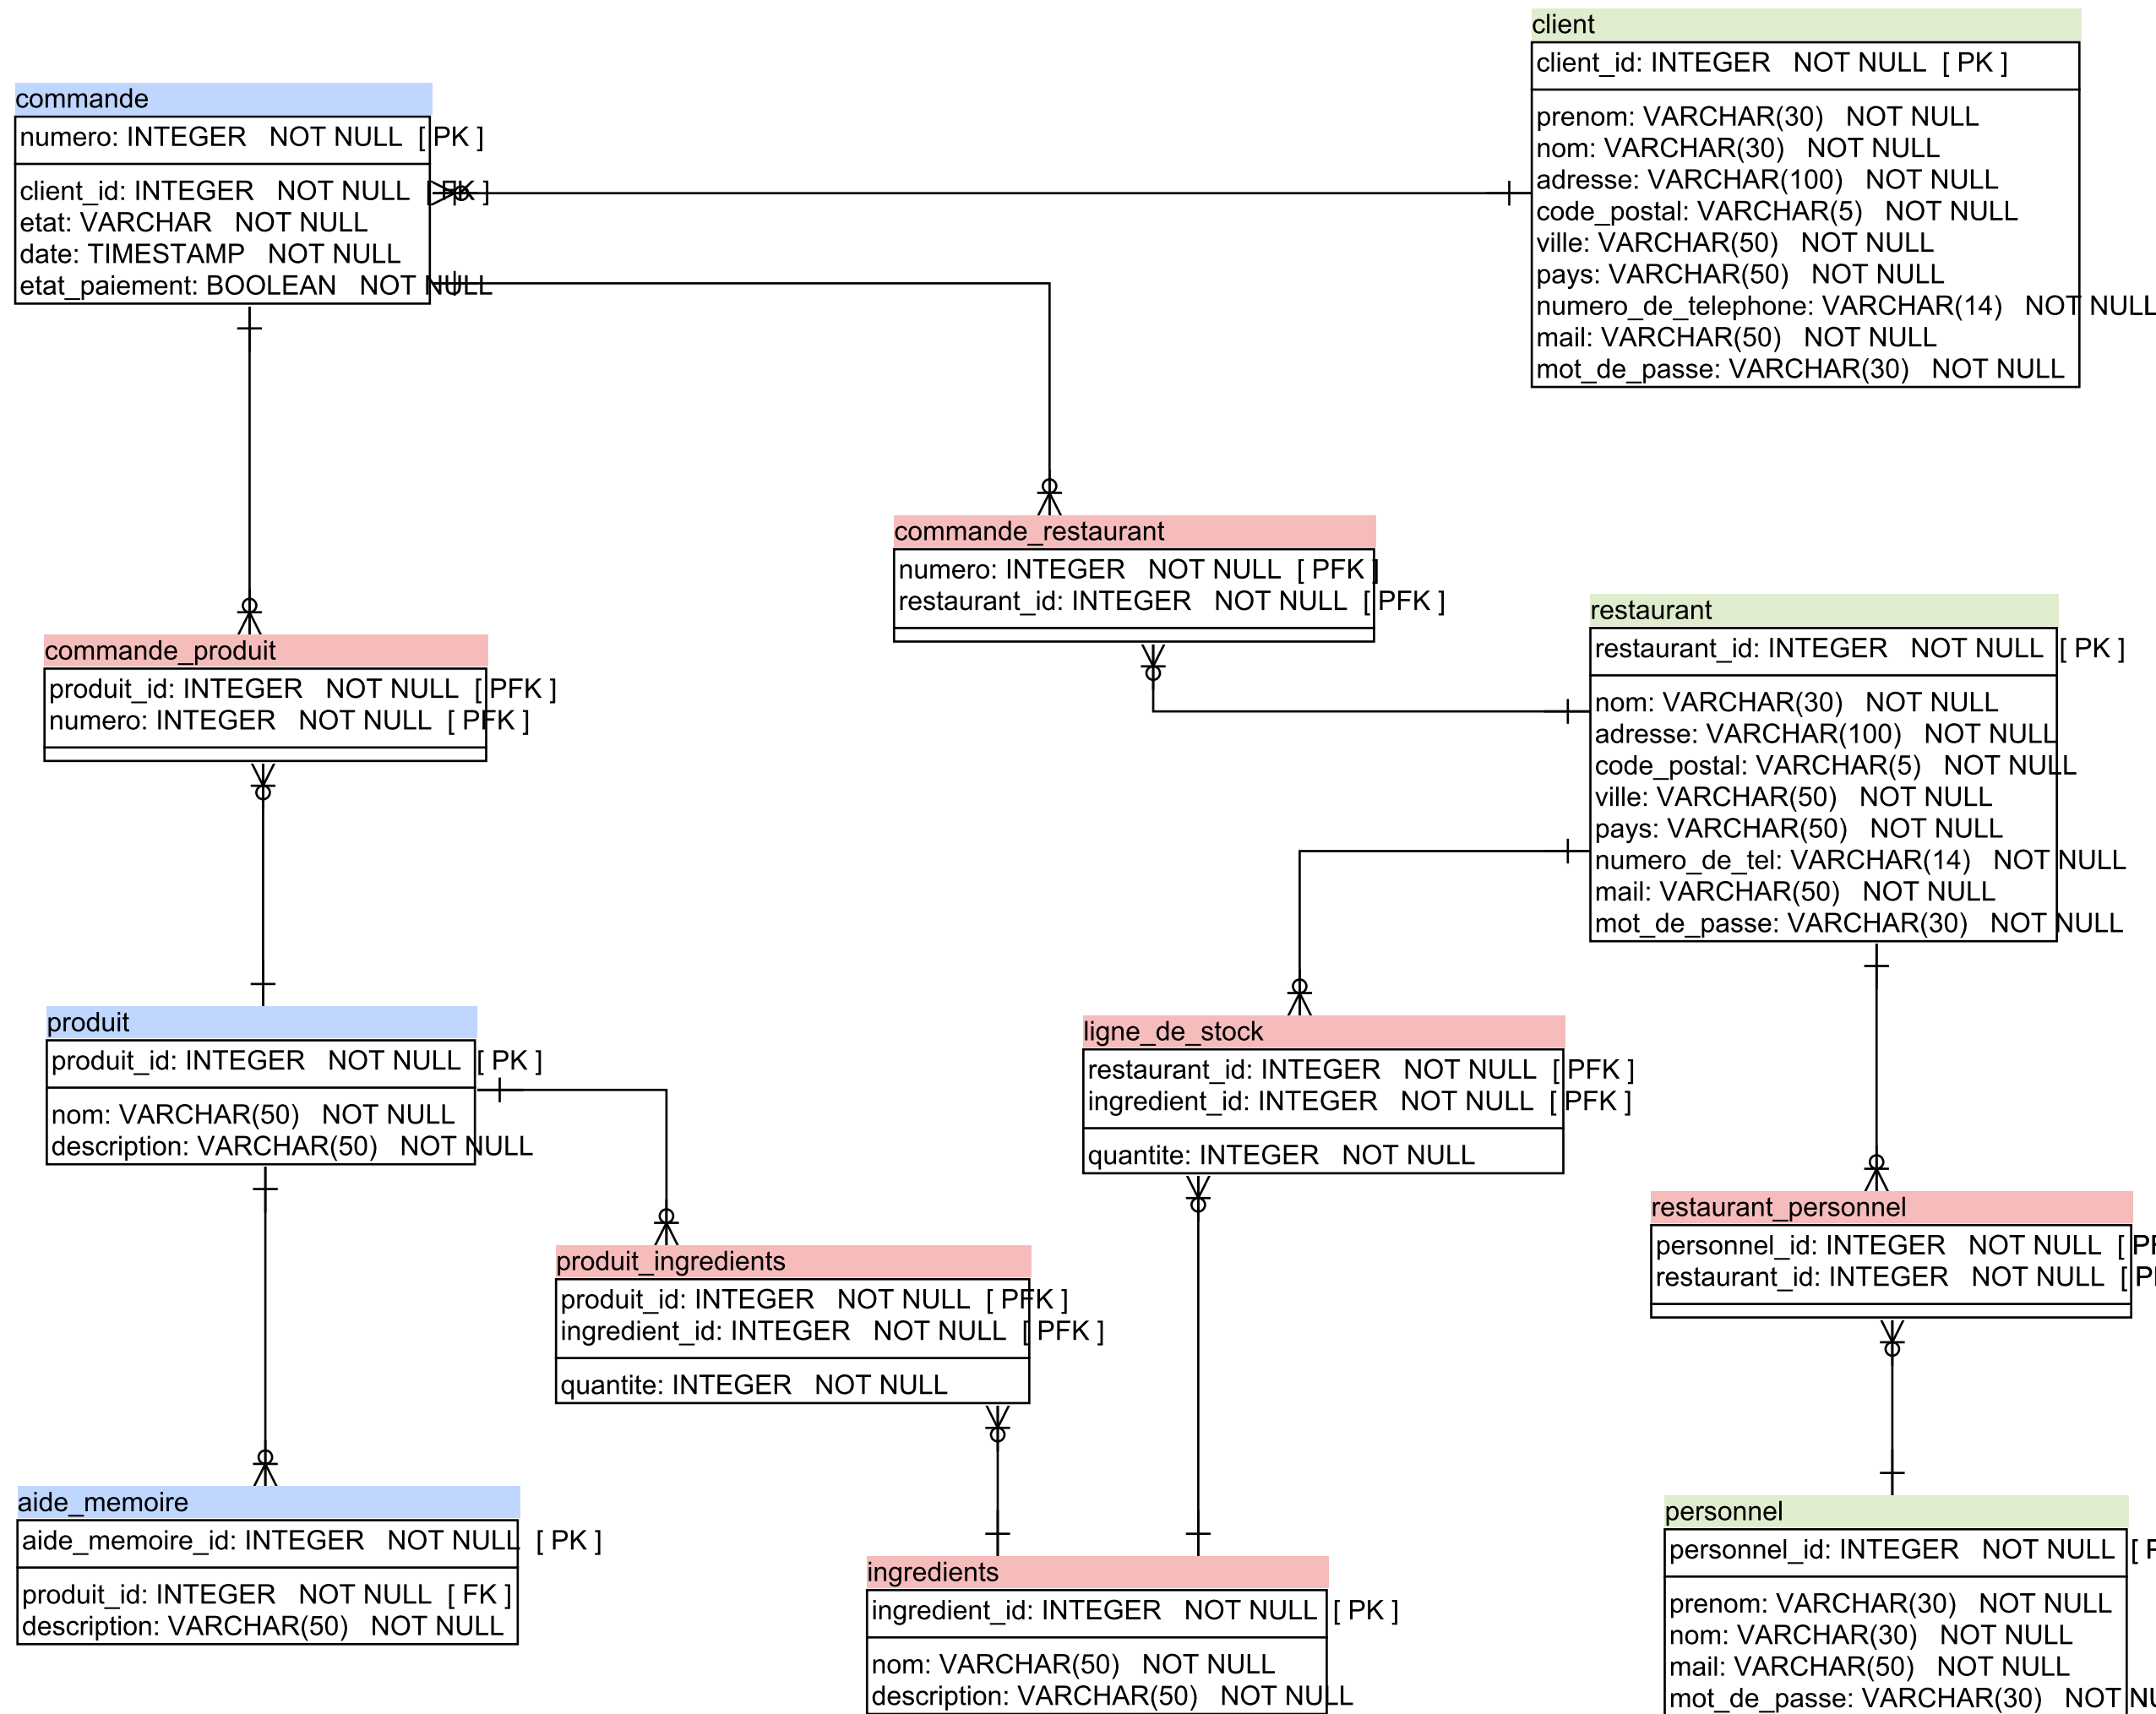 client
client_id: INTEGER NOT NULL [ PK ]
prenom: VARCHAR(30) NOT NULL
nom: VARCHAR(30) NOT NULL
adresse: VARCHAR(100) NOT NULL
code_postal: VARCHAR(5) NOT NULL
ville: VARCHAR(50) NOT NULL
pays: VARCHAR(50) NOT NULL
numero_de_telephone: VARCHAR(14) NOT NULL
mail: VARCHAR(50) NOT NULL
mot_de_passe: VARCHAR(30) NOT NULL
commande
numero: INTEGER NOT NULL [ PK ]
client_id: INTEGER NOT NULL [ FK ]
etat: VARCHAR NOT NULL
date: TIMESTAMP NOT NULL
etat_paiement: BOOLEAN NOT NULL
commande_restaurant
numero: INTEGER NOT NULL [ PFK ]
restaurant_id: INTEGER NOT NULL [ PFK ]
restaurant
restaurant_id: INTEGER NOT NULL [ PK ]
nom: VARCHAR(30) NOT NULL
adresse: VARCHAR(100) NOT NULL
code_postal: VARCHAR(5) NOT NULL
ville: VARCHAR(50) NOT NULL
pays: VARCHAR(50) NOT NULL
numero_de_tel: VARCHAR(14) NOT NULL
mail: VARCHAR(50) NOT NULL
mot_de_passe: VARCHAR(30) NOT NULL
commande_produit
produit_id: INTEGER NOT NULL [ PFK ]
numero: INTEGER NOT NULL [ PFK ]
produit
produit_id: INTEGER NOT NULL [ PK ]
nom: VARCHAR(50) NOT NULL
description: VARCHAR(50) NOT NULL
ligne_de_stock
restaurant_id: INTEGER NOT NULL [ PFK ]
ingredient_id: INTEGER NOT NULL [ PFK ]
quantite: INTEGER NOT NULL
restaurant_personnel
personnel_id: INTEGER NOT NULL [
restaurant_id: INTEGER NOT NULL [
produit_ingredients
produit_id: INTEGER NOT NULL [ PFK ]
ingredient_id: INTEGER NOT NULL [ PFK ]
quantite: INTEGER NOT NULL
aide_memoire
aide_memoire_id: INTEGER NOT NULL [ PK ]
produit_id: INTEGER NOT NULL [ FK ]
description: VARCHAR(50) NOT NULL
ingredients
ingredient_id: INTEGER NOT NULL [ PK ]
nom: VARCHAR(50) NOT NULL
description: VARCHAR(50) NOT NULL
personnel
personnel_id: INTEGER NOT NULL [
prenom: VARCHAR(30) NOT NULL
nom: VARCHAR(30) NOT NULL
mail: VARCHAR(50) NOT NULL
mot_de_passe: VARCHAR(30) NOT